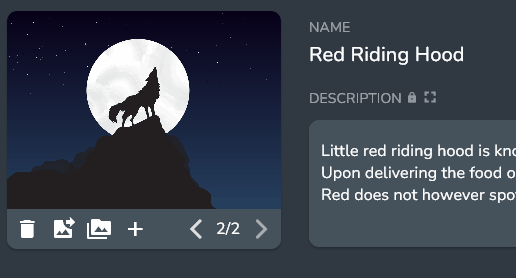 NAME
Red Riding Hood
DESCRIPTION
Little red riding hood is
Upon delivering the food
Red does not however
2/2